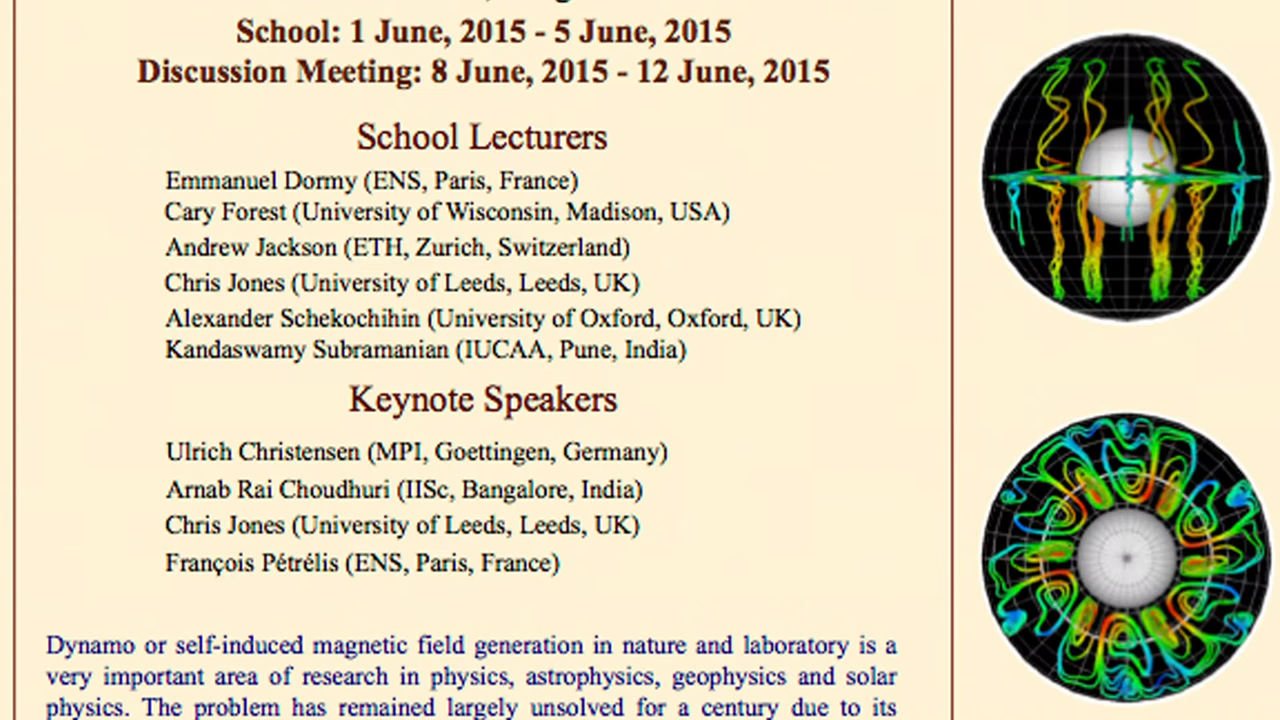 School: 1 June, 2015 - 5 June, 2015
Discussion Meeting: 8 June, 2015 - 12 June, 2015
School Lecturers
Emmanuel Dormy (ENS, Paris, France)
Cary Forest (University of Wisconsin, Madison, USA)
Andrew Jackson (ETH, Zurich, Switzerland)
Chris Jones (University of Leeds, Leeds, UK)
Alexander Schekochihin (University of Oxford, Oxford, UK)
Kandaswamy Subramanian (IUCAA, Pune, India)
Keynote Speakers
Ulrich Christensen (MPI, Goettingen, Germany)
Arnab Rai Choudhuri (IISc, Bangalore, India)
Chris Jones (University of Leeds, Leeds, UK)
François Pétrélis (ENS, Paris, France)
Dynamo or self-induced magnetic field generation in nature and laboratory is a
very important area of research in physics, astrophysics, geophysics and solar
physics. The problem has remained largely unsolved for a century due to its